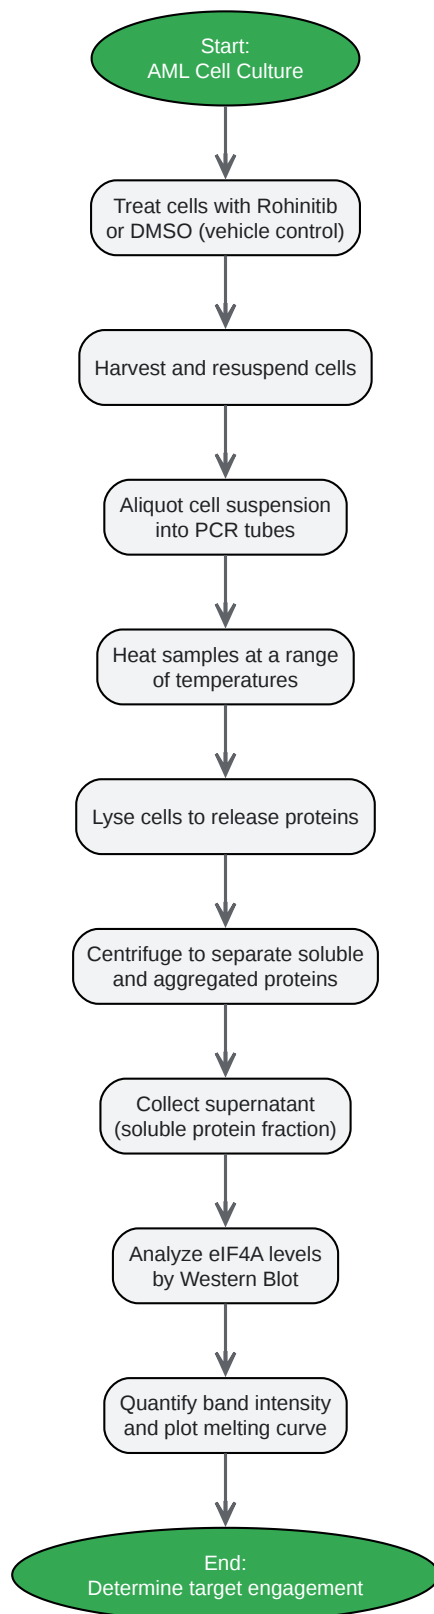 Start:
AML Cell Culture
Treat cells with Rohinitib
or DMSO (vehicle control)
Harvest and resuspend cells
Aliquot cell suspension
into PCR tubes
Heat samples at a range
of temperatures
Lyse cells to release proteins
Centrifuge to separate soluble
and aggregated proteins
Collect supernatant
(soluble protein fraction)
Analyze eIF4A levels
by Western Blot
Quantify band intensity
and plot melting curve
End:
Determine target engagement